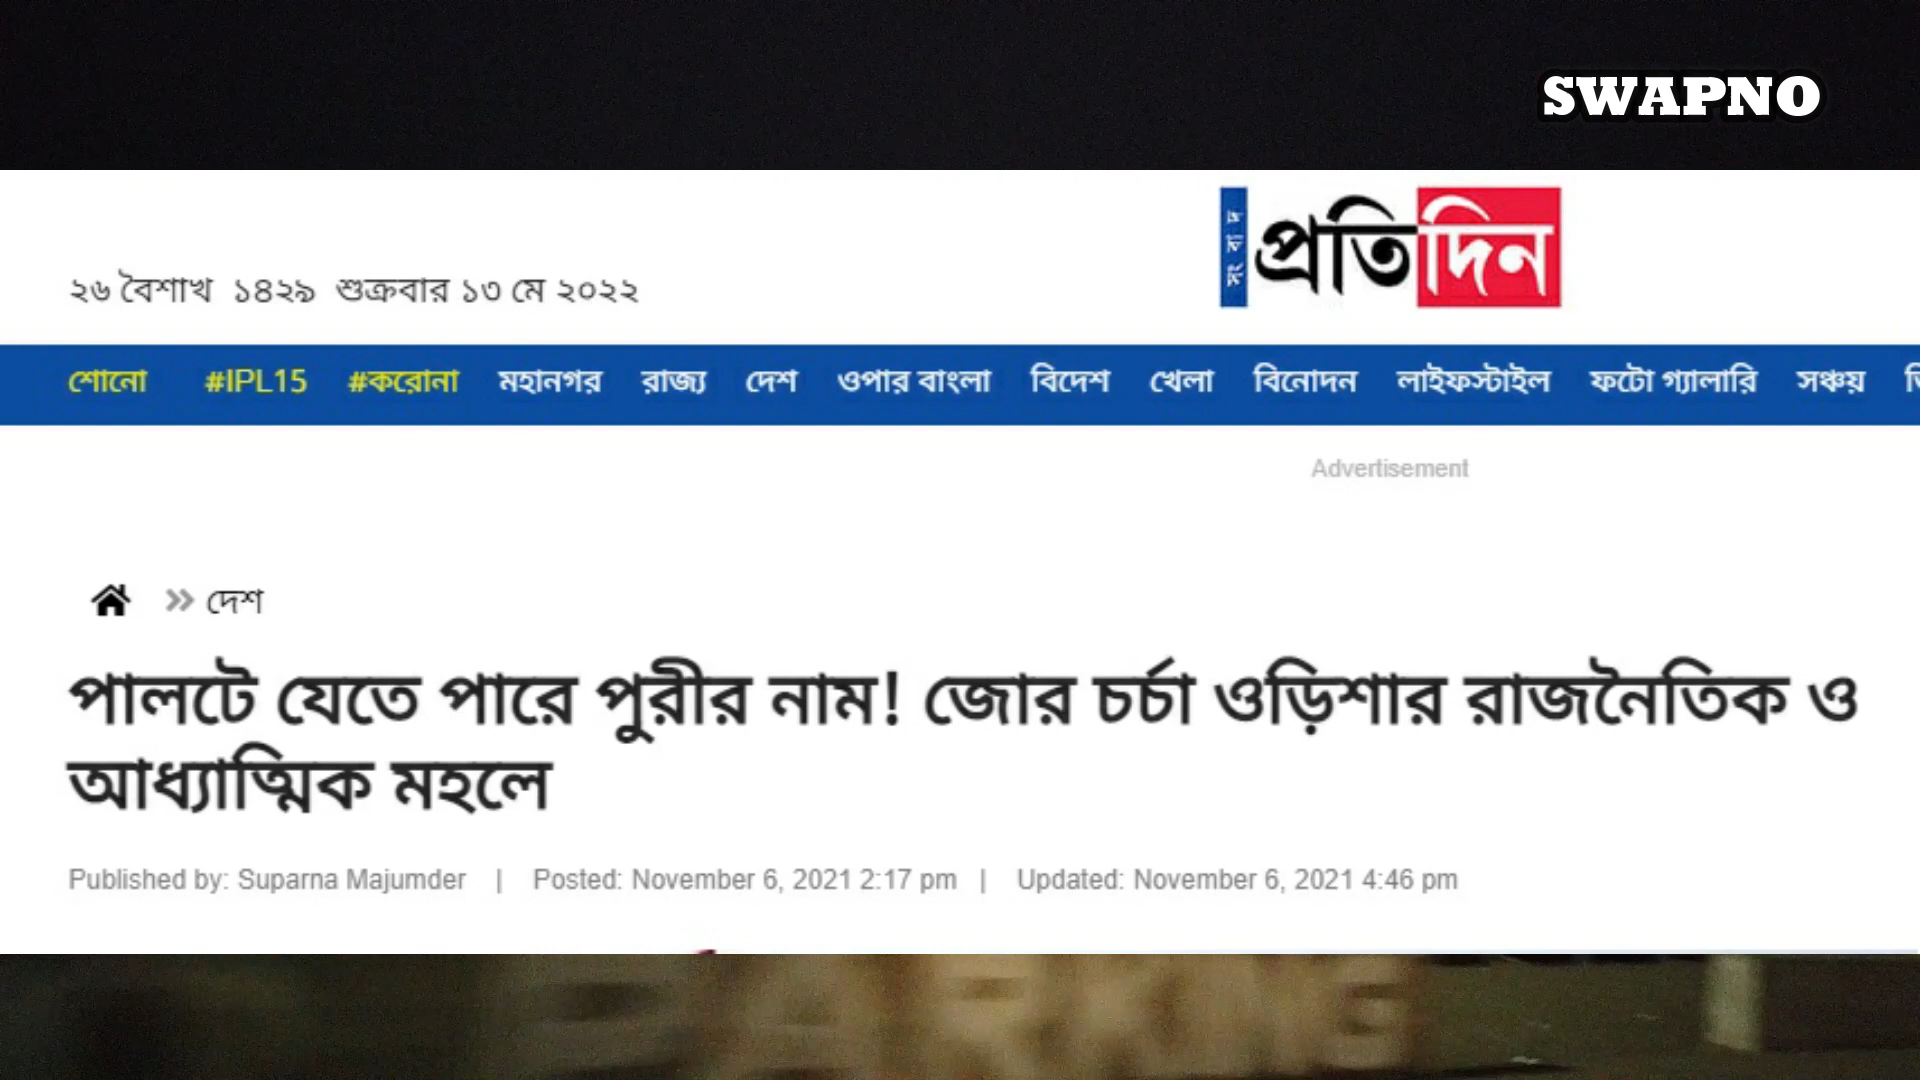 SWAPNO
সংবাদ প্রতিদিন
২৬ বৈশাখ ১৪২৯ শুক্রবার ১৩ মে ২০২২
শোনো #IPL15 #করোনা মহানগর রাজ্য দেশ ওপার বাংলা বিদেশ খেলা বিনোদন লাইফস্টাইল ফটো গ্যালারি সঞ্চয়
Advertisement
» দেশ
পালটে যেতে পারে পুরীর নাম! জোর চর্চা ওড়িশার রাজনৈতিক ও
আধ্যাত্মিক মহলে
Published by: Suparna Majumder | Posted: November 6, 2021 2:17 pm | Updated: November 6, 2021 4:46 pm